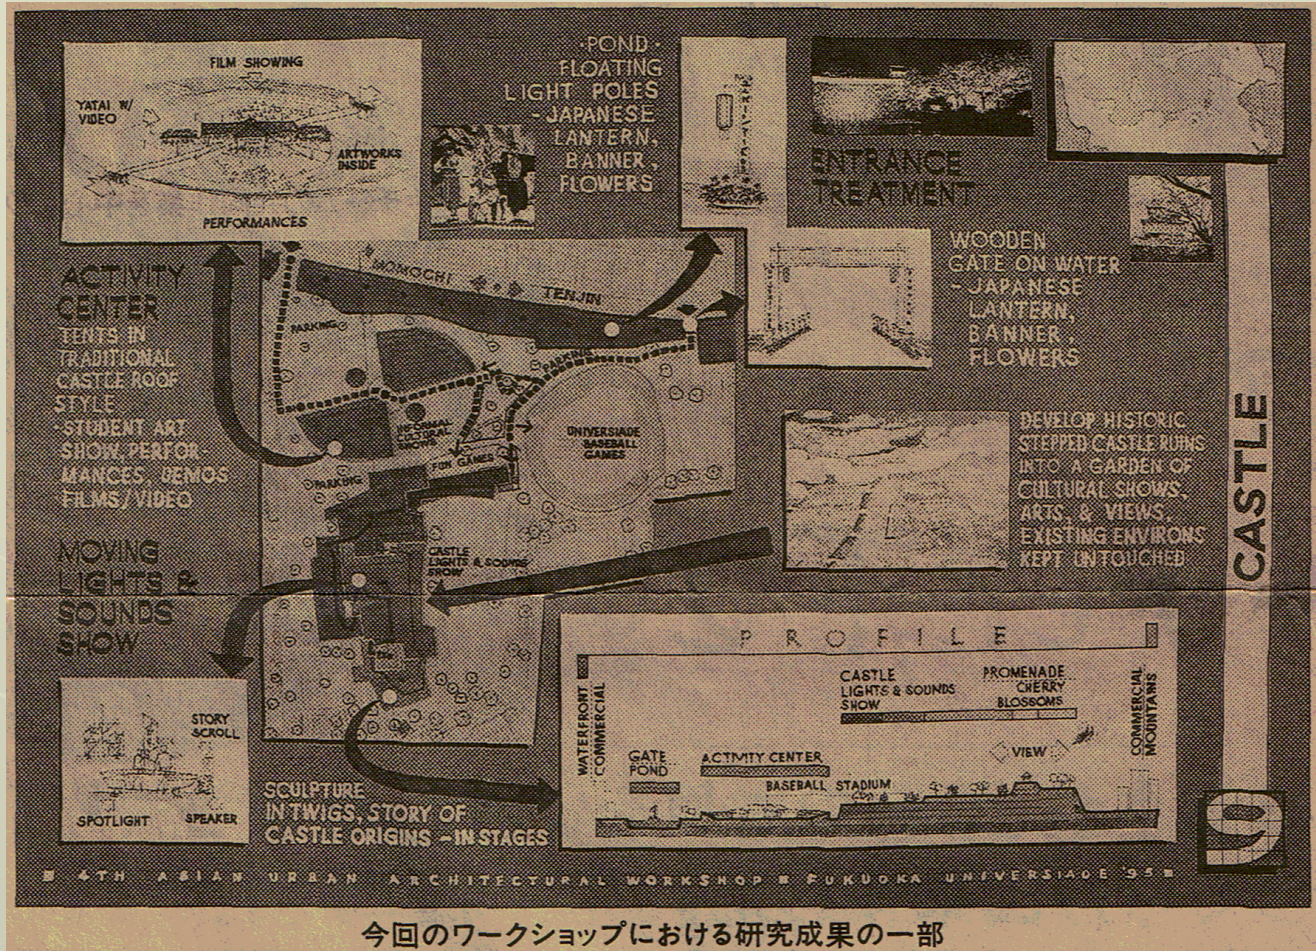 FILM SHOWING
YATAI W/
VIDEO
ARTWORKS
INSIDE
PERFORMANCES
·POND·
FLOATING
LIGHT POLES
-JAPANESE
LANTERN,
BANNER,
FLOWERS
ENTRANCE
TREATMENT
WOODEN
GATE ON WATER
-JAPANESE
LANTERN,
BANNER,
FLOWERS
ACTIVITY
CENTER
TENTS IN
TRADITIONAL
CASTLE ROOF
STYLE
·STUDENT ART
SHOW, PERFOR-
MANCES, DEMOS
FILMS/VIDEO
MOMOCHI
TENJIN
PARKING
PARKING
INFORMAL
CULTURAL
SHOWS
FUN GAMES
UNIVERSIADE
BASEBALL
GAMES
PARKING
CASTLE
LIGHTS & SOUNDS
SHOW
DEVELOP HISTORIC
STEPPED CASTLE RUINS
INTO A GARDEN OF
CULTURAL SHOWS,
ARTS, & VIEWS.
EXISTING ENVIRONS
KEPT UNTOUCHED
CASTLE
MOVING
LIGHTS &
SOUNDS
SHOW
STORY
SCROLL
SPOTLIGHT
SPEAKER
SCULPTURE
IN TWIGS, STORY OF
CASTLE ORIGINS - IN STAGES
PROFILE
WATERFRONT
COMMERCIAL
GATE
POND
ACTIVITY CENTER
BASEBALL STADIUM
CASTLE
LIGHTS & SOUNDS
SHOW
PROMENADE
CHERRY
BLOSSOMS
VIEW
COMMERCIAL
MOUNTAINS
9
4TH ASIAN URBAN ARCHITECTURAL WORKSHOP ■ FUKUOKA UNIVERSIADE '95
今回のワークショップにおける研究成果の一部